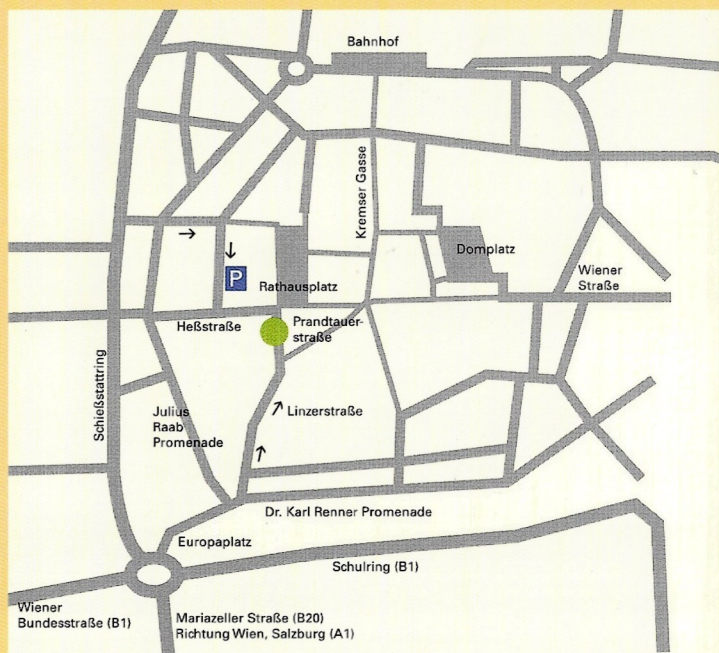 Bahnhof
Kremser Gasse
Domplatz
Wiener
Straße
→
↓
P
Rathausplatz
Heßstraße
Prandtauer-
straße
Schießstattring
Julius
Raab
Promenade
Linzerstraße
Dr. Karl Renner Promenade
Europaplatz
Schulring (B1)
Wiener
Bundesstraße (B1)
Mariazeller Straße (B20)
Richtung Wien, Salzburg (A1)